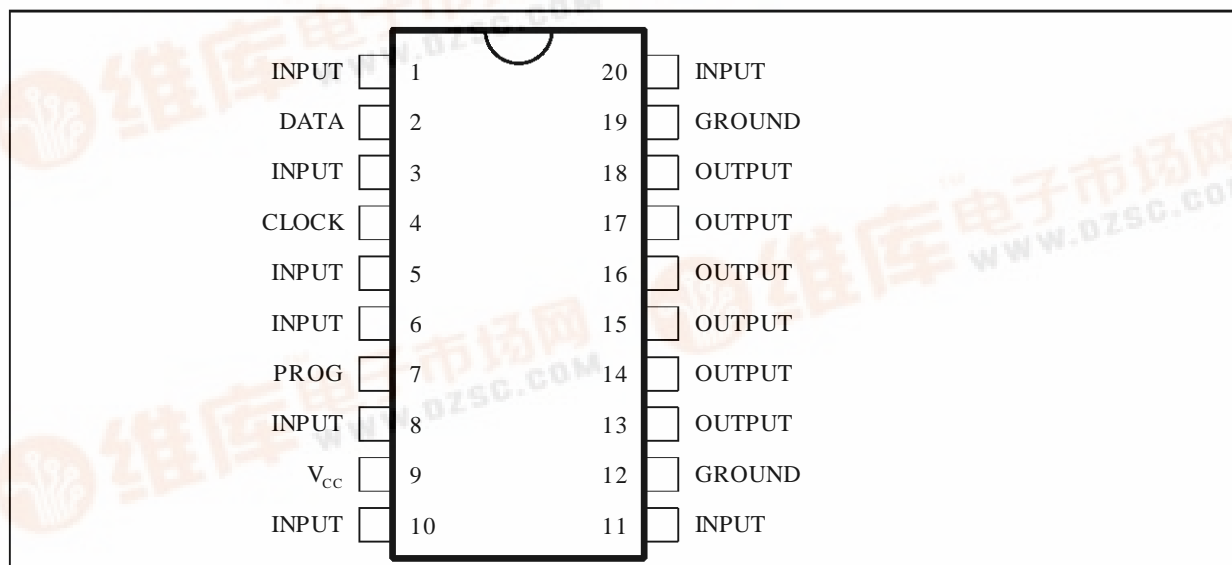 维库电子市场网
WWW.DZSC.COM
INPUT 1 20 INPUT
DATA 2 19 GROUND
INPUT 3 18 OUTPUT
CLOCK 4 17 OUTPUT
INPUT 5 16 OUTPUT
维库电子市场网™
WWW.DZSC.COM
INPUT 6 15 OUTPUT
PROG 7 14 OUTPUT
INPUT 8 13 OUTPUT
维库电子市场网
WWW.DZSC.COM
VCC 9 12 GROUND
INPUT 10 11 INPUT